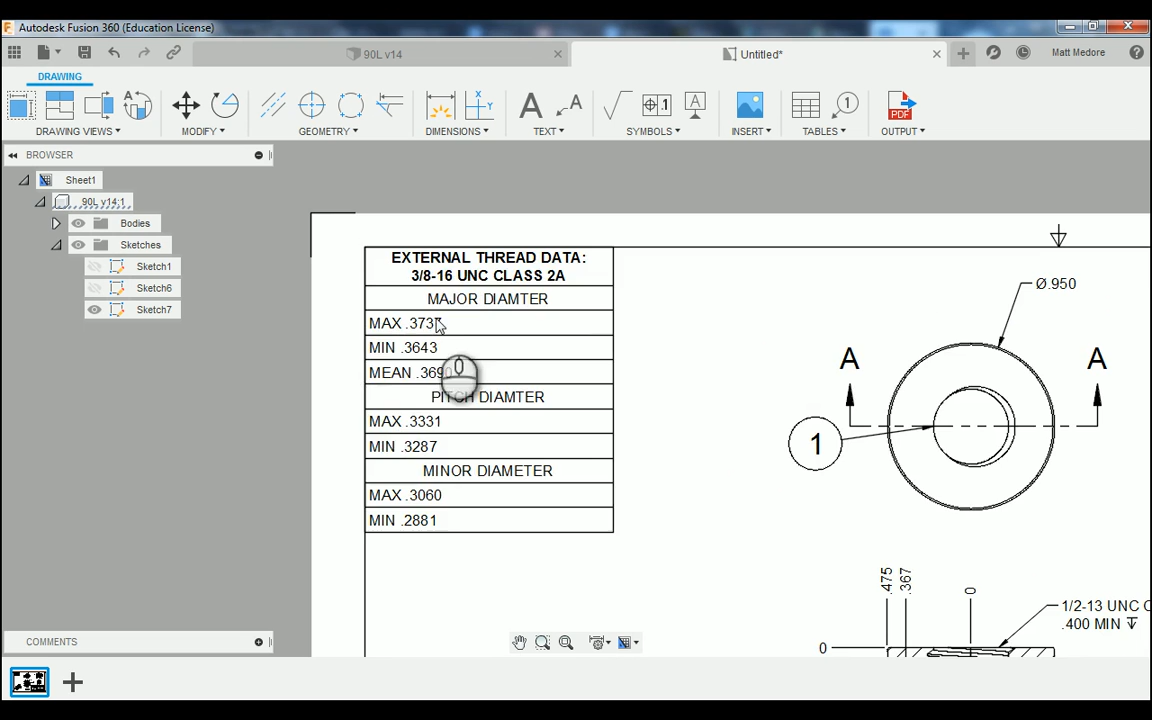 Autodesk Fusion 360 (Education License)
90L v14
Untitled*
Matt Medore
DRAWING
DRAWING VIEWS
MODIFY
GEOMETRY
DIMENSIONS
TEXT
SYMBOLS
INSERT
TABLES
OUTPUT
BROWSER
Sheet1
90L v14:1
Bodies
Sketches
Sketch1
Sketch6
Sketch7
EXTERNAL THREAD DATA:
3/8-16 UNC CLASS 2A
MAJOR DIAMTER
MAX .3737
MIN .3643
MEAN .3690
PITCH DIAMTER
MAX .3331
MIN .3287
MINOR DIAMETER
MAX .3060
MIN .2881
Ø.950
A
A
1
.475
.367
0
1/2-13 UNC
.400 MIN
0
COMMENTS